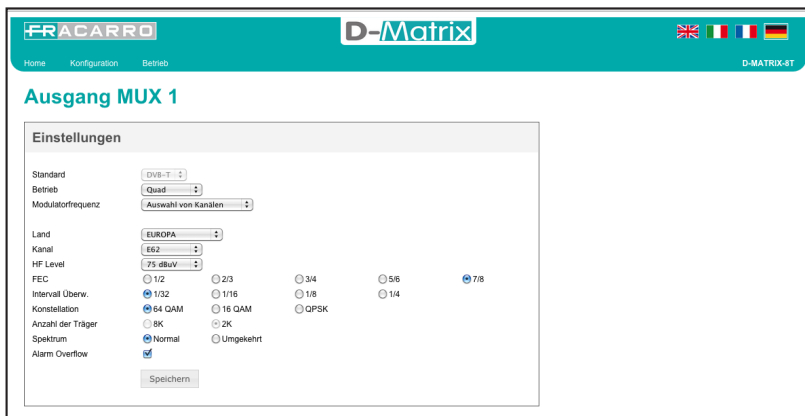 FRACARRO
D-Matrix
Home Konfiguration Betrieb D-MATRIX-8T
Ausgang MUX 1
Einstellungen
Standard DVB-T
Betrieb Quad
Modulatorfrequenz Auswahl von Kanälen
Land EUROPA
Kanal E62
HF Level 75 dBuV
FEC 1/2 2/3 3/4 5/6 7/8
Intervall Überw. 1/32 1/16 1/8 1/4
Konstellation 64 QAM 16 QAM QPSK
Anzahl der Träger 8K 2K
Spektrum Normal Umgekehrt
Alarm Overflow
Speichern